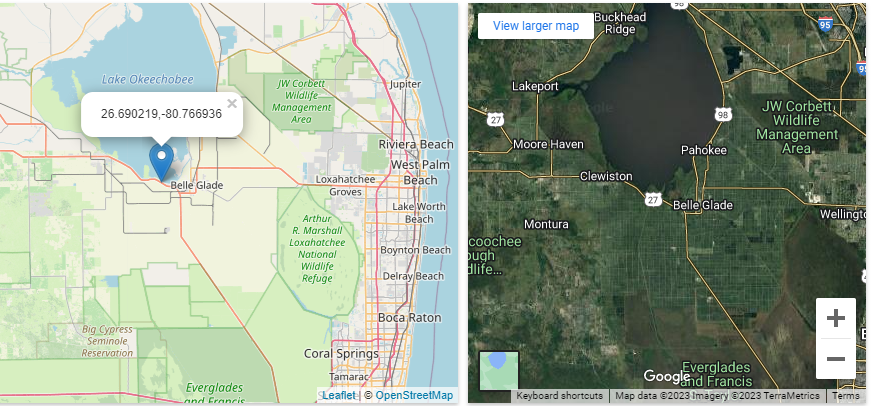 Lake Okeechobee
26.690219,-80.766936
×
JW Corbett
Wildlife
Management
Area
Jupiter
Riviera Beach
West Palm
Beach
Loxahatchee
Groves
Belle Glade
Lake Worth
Beach
Arthur
R. Marshall
Loxahatchee
National
Wildlife
Refuge
Boynton Beach
Delray Beach
Big Cypress
Seminole
Reservation
Boca Raton
Coral Springs
Tamarac
Everglades
and Francis
Leaflet | © OpenStreetMap
View larger map
98
Buckhead
Ridge
95
95
Lakeport
27
98
JW Corbett
Wildlife
Management
Area
Moore Haven
Pahokee
Clewiston
27
Belle Glade
Wellington
Montura
coochee
ough
dlife...
+
−
Everglades
and Francis
Google
Keyboard shortcuts
Map data ©2023 Imagery ©2023 TerraMetrics
Terms